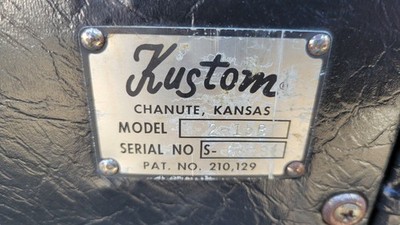 Kustom®
CHANUTE, KANSAS
MODEL
SERIAL NO S-
PAT. NO. 210,129